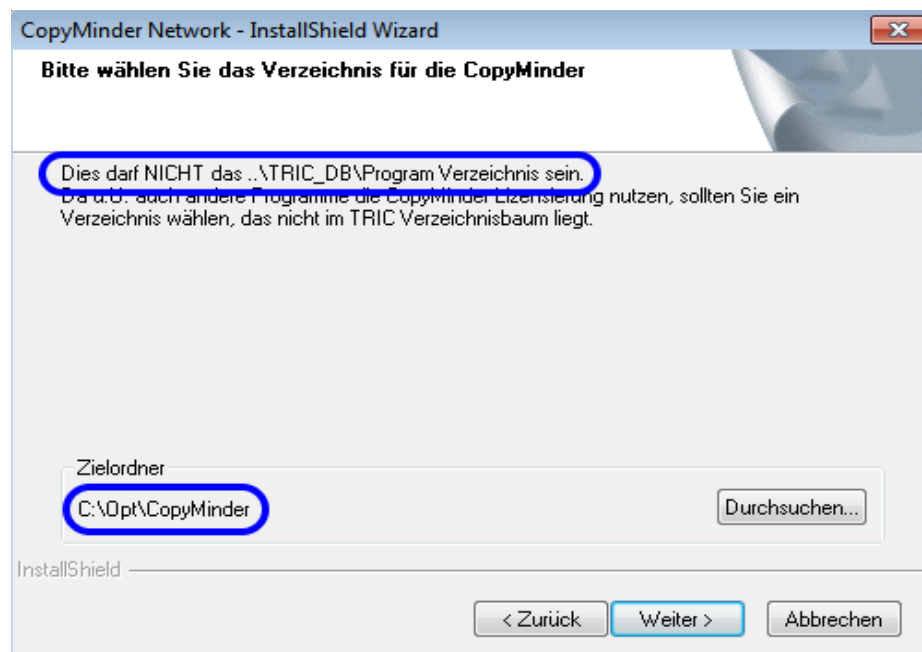 CopyMinder Network - InstallShield Wizard
Bitte wählen Sie das Verzeichnis für die CopyMinder
Dies darf NICHT das ..\TRIC_DB\Program Verzeichnis sein.
Da u.U. auch andere Programme die CopyMinder Lizensierung nutzen, sollten Sie ein
Verzeichnis wählen, das nicht im TRIC Verzeichnisbaum liegt.
Zielordner
C:\Opt\CopyMinder
Durchsuchen...
InstallShield
< Zurück
Weiter >
Abbrechen